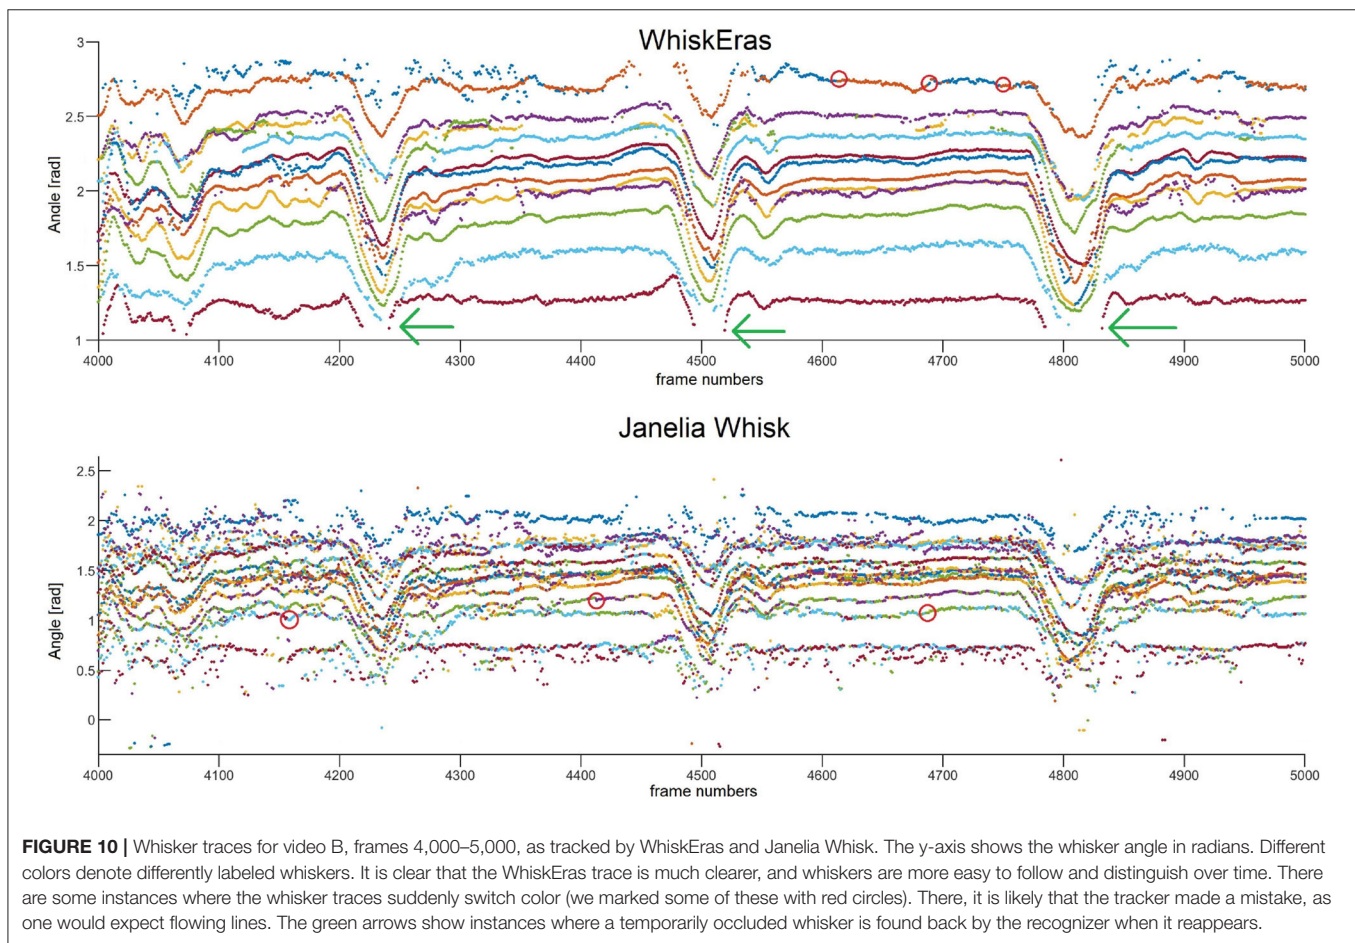 WhiskEras
3
2.5
2
1.5
1
Angle [rad]
4000 4100 4200 4300 4400 4500 4600 4700 4800 4900 5000
frame numbers
Janelia Whisk
2.5
2
1.5
1
0.5
0
Angle [rad]
4000 4100 4200 4300 4400 4500 4600 4700 4800 4900 5000
frame numbers
FIGURE 10 | Whisker traces for video B, frames 4,000–5,000, as tracked by WhiskEras and Janelia Whisk. The y-axis shows the whisker angle in radians. Different
colors denote differently labeled whiskers. It is clear that the WhiskEras trace is much clearer, and whiskers are more easy to follow and distinguish over time. There
are some instances where the whisker traces suddenly switch color (we marked some of these with red circles). There, it is likely that the tracker made a mistake, as
one would expect flowing lines. The green arrows show instances where a temporarily occluded whisker is found back by the recognizer when it reappears.